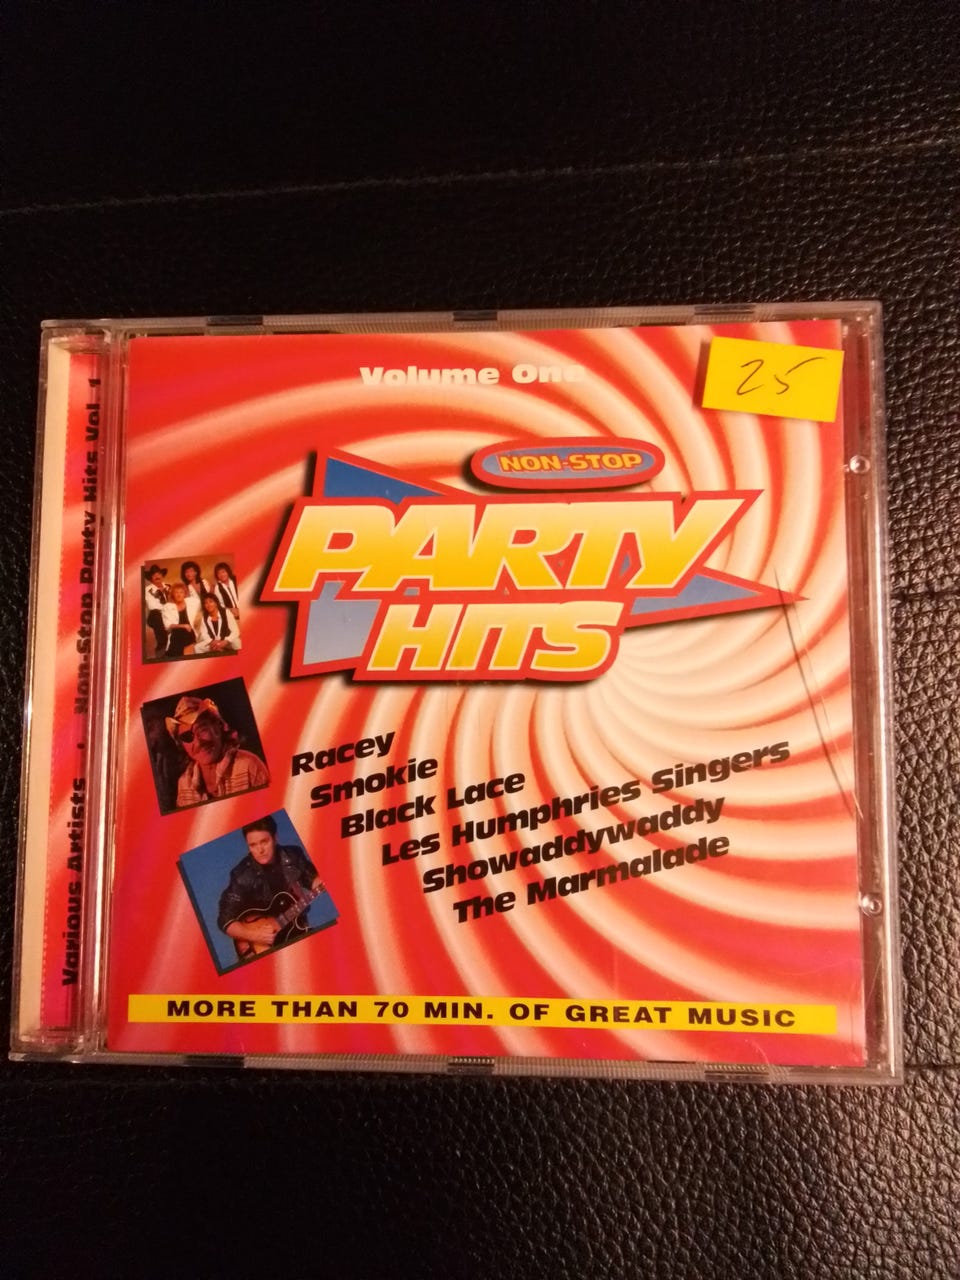 Volume One
25
NON-STOP
PARTY
HITS
Racey
Smokie
Black Lace
Les Humphries Singers
Showaddywaddy
The Marmalade
MORE THAN 70 MIN. OF GREAT MUSIC
Various Artists • Non-Stop Party Hits Vol. 1